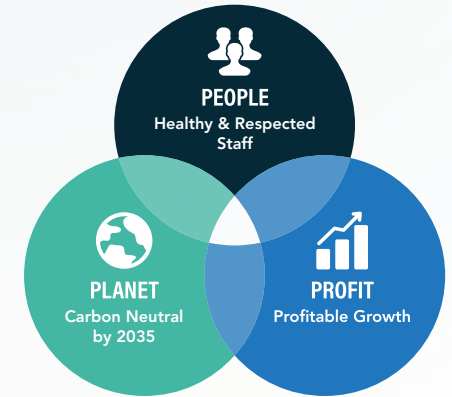 PEOPLE
Healthy & Respected
Staff
PLANET
Carbon Neutral
by 2035
PROFIT
Profitable Growth